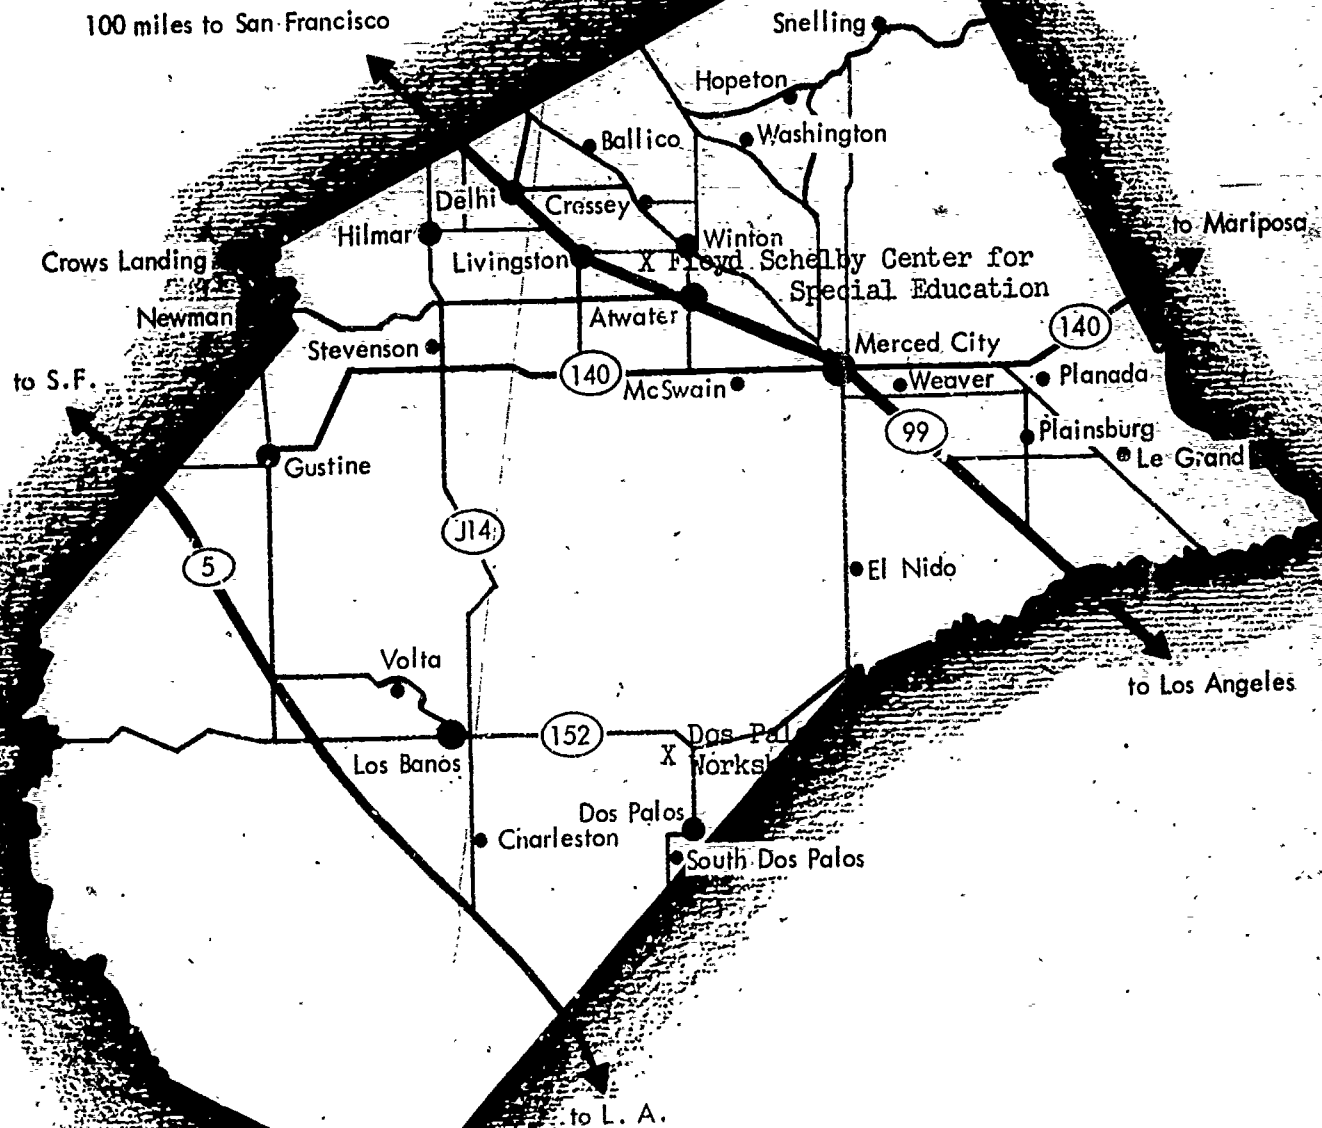 100 miles to San Francisco
Snelling
Hopeton
Ballico
Washington
Delhi
Cressey
to Mariposa
Hilmar
Winton
Crows Landing
Livingston
X Floyd Schelby Center for
Special Education
Newman
Atwater
140
Stevenson
Merced City
to S.F.
140
McSwain
Weaver
Planada
99
Plainsburg
Gustine
Le Grand
J14
5
El Nido
Volta
to Los Angeles
152
Dos Pal
X
Works
Los Banos
Dos Palos
Charleston
South Dos Palos
to L. A.